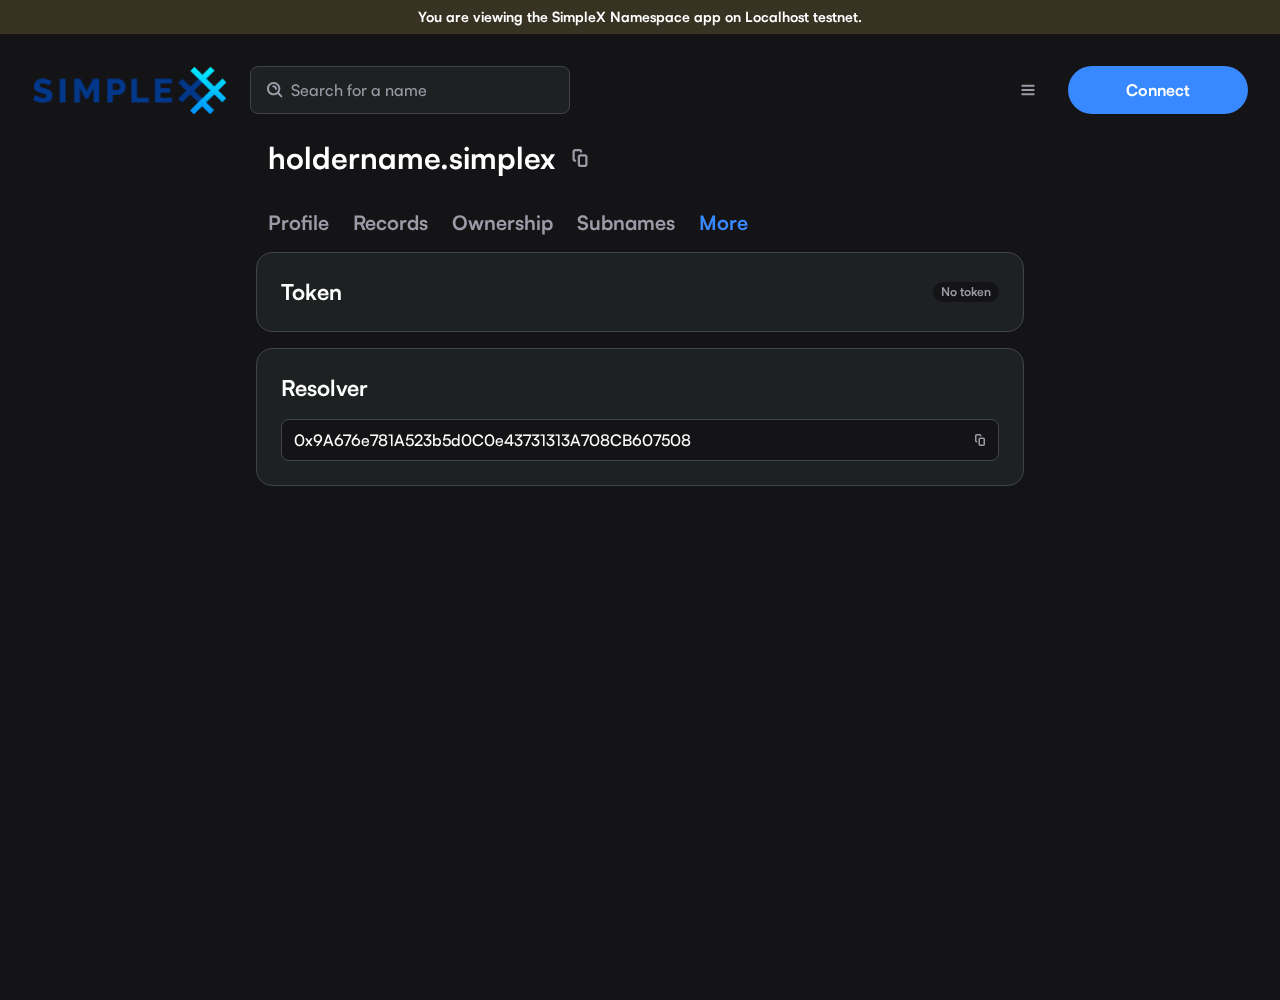 You are viewing the SimpleX Namespace app on Localhost testnet.
SIMPLEX
Search for a name
Connect
holdername.simplex
Profile
Records
Ownership
Subnames
More
Token
No token
Resolver
0x9A676e781A523b5d0C0e43731313A708CB607508